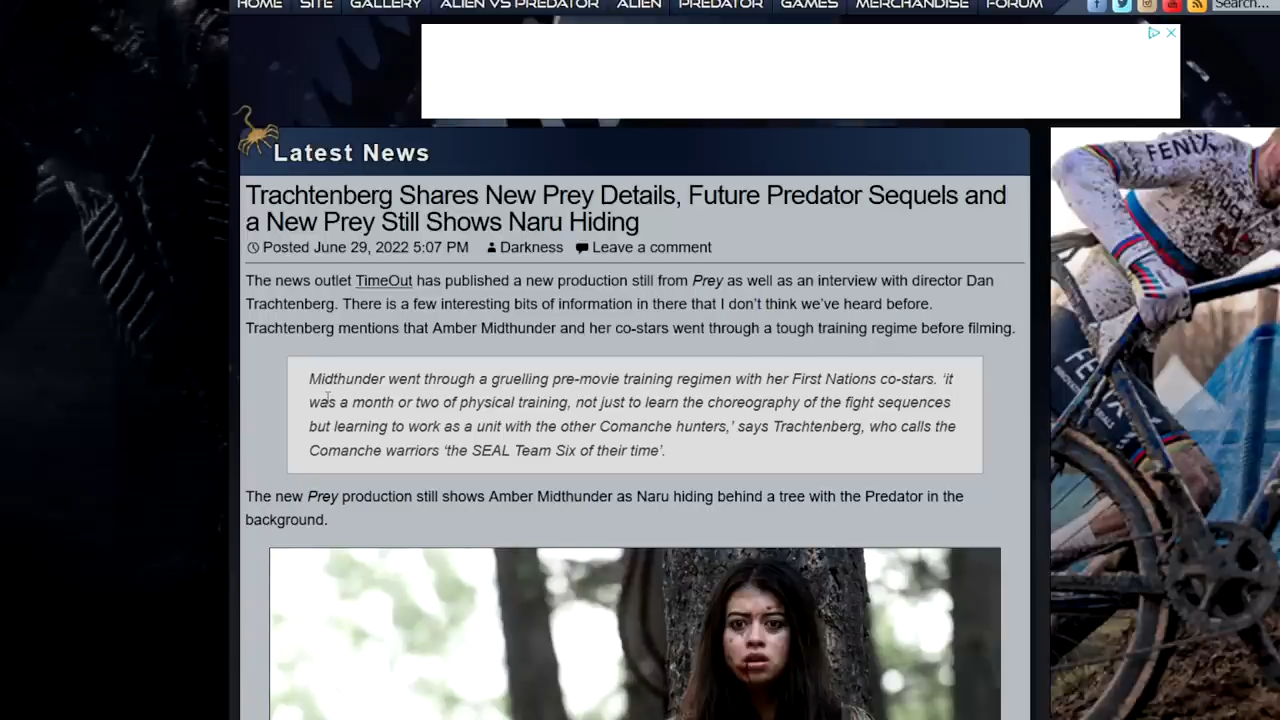 HOME SITE GALLERY ALIEN VS PREDATOR ALIEN PREDATOR GAMES MERCHANDISE FORUM Search...
Latest News
Trachtenberg Shares New Prey Details, Future Predator Sequels and
a New Prey Still Shows Naru Hiding
Posted June 29, 2022 5:07 PM Darkness Leave a comment
The news outlet TimeOut has published a new production still from Prey as well as an interview with director Dan
Trachtenberg. There is a few interesting bits of information in there that I don't think we've heard before.
Trachtenberg mentions that Amber Midthunder and her co-stars went through a tough training regime before filming.
Midthunder went through a gruelling pre-movie training regimen with her First Nations co-stars. 'it
was a month or two of physical training, not just to learn the choreography of the fight sequences
but learning to work as a unit with the other Comanche hunters,' says Trachtenberg, who calls the
Comanche warriors 'the SEAL Team Six of their time'.
The new Prey production still shows Amber Midthunder as Naru hiding behind a tree with the Predator in the
background.
FENIX